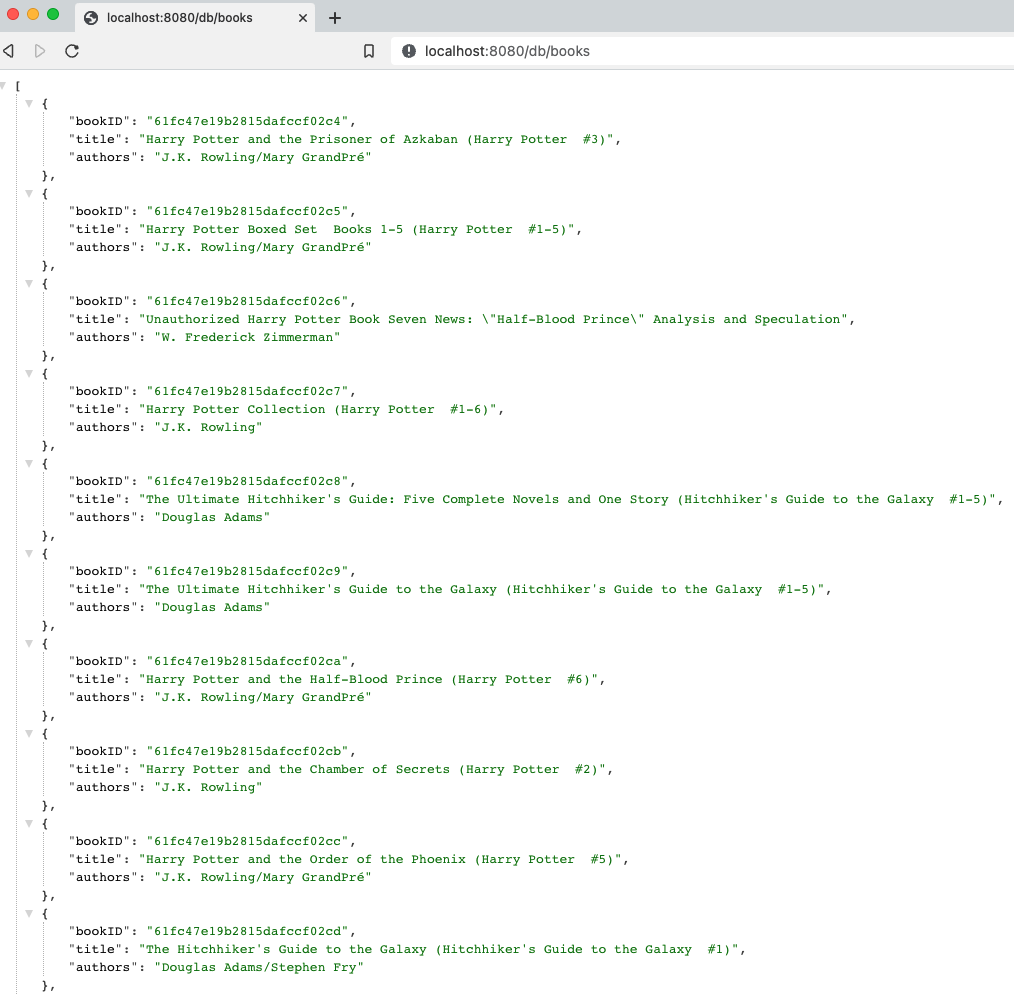 localhost:8080/db/books
localhost:8080/db/books
[
{
"bookID": "61fc47e19b2815dafccf02c4",
"title": "Harry Potter and the Prisoner of Azkaban (Harry Potter  #3)",
"authors": "J.K. Rowling/Mary GrandPré"
},
{
"bookID": "61fc47e19b2815dafccf02c5",
"title": "Harry Potter Boxed Set  Books 1-5 (Harry Potter  #1-5)",
"authors": "J.K. Rowling/Mary GrandPré"
},
{
"bookID": "61fc47e19b2815dafccf02c6",
"title": "Unauthorized Harry Potter Book Seven News: \"Half-Blood Prince\" Analysis and Speculation",
"authors": "W. Frederick Zimmerman"
},
{
"bookID": "61fc47e19b2815dafccf02c7",
"title": "Harry Potter Collection (Harry Potter  #1-6)",
"authors": "J.K. Rowling"
},
{
"bookID": "61fc47e19b2815dafccf02c8",
"title": "The Ultimate Hitchhiker's Guide: Five Complete Novels and One Story (Hitchhiker's Guide to the Galaxy  #1-5)",
"authors": "Douglas Adams"
},
{
"bookID": "61fc47e19b2815dafccf02c9",
"title": "The Ultimate Hitchhiker's Guide to the Galaxy (Hitchhiker's Guide to the Galaxy  #1-5)",
"authors": "Douglas Adams"
},
{
"bookID": "61fc47e19b2815dafccf02ca",
"title": "Harry Potter and the Half-Blood Prince (Harry Potter  #6)",
"authors": "J.K. Rowling/Mary GrandPré"
},
{
"bookID": "61fc47e19b2815dafccf02cb",
"title": "Harry Potter and the Chamber of Secrets (Harry Potter  #2)",
"authors": "J.K. Rowling"
},
{
"bookID": "61fc47e19b2815dafccf02cc",
"title": "Harry Potter and the Order of the Phoenix (Harry Potter  #5)",
"authors": "J.K. Rowling/Mary GrandPré"
},
{
"bookID": "61fc47e19b2815dafccf02cd",
"title": "The Hitchhiker's Guide to the Galaxy (Hitchhiker's Guide to the Galaxy  #1)",
"authors": "Douglas Adams/Stephen Fry"
},